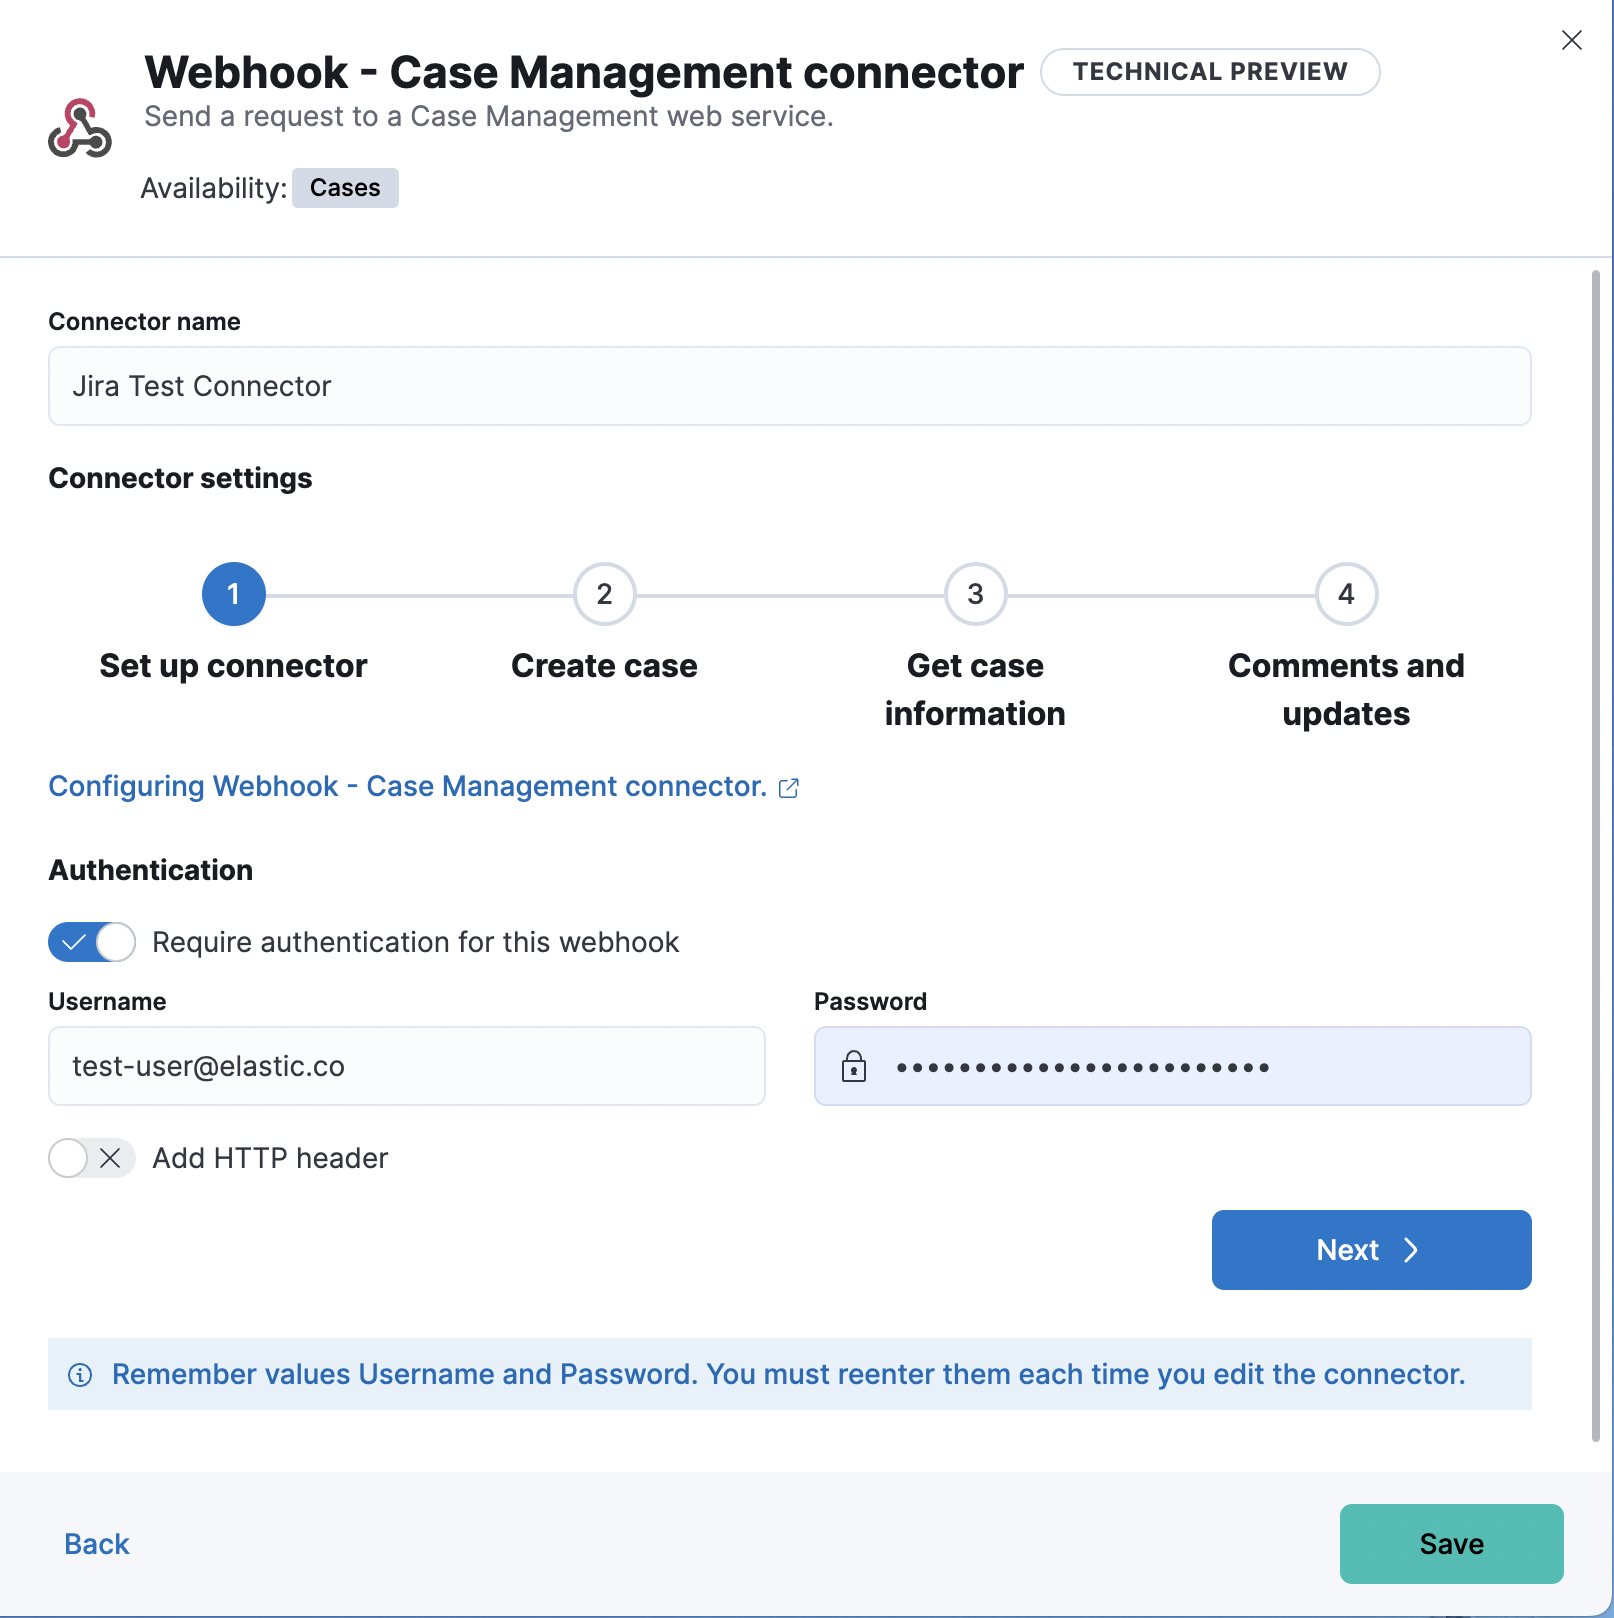 Webhook - Case Management connector TECHNICAL PREVIEW
Send a request to a Case Management web service.
Availability: Cases
Connector name
Jira Test Connector
Connector settings
1 2 3 4
Set up connector Create case Get case information Comments and updates
Configuring Webhook - Case Management connector.
Authentication
Require authentication for this webhook
Username Password
test-user@elastic.co ••••••••••••••••••••••••
Add HTTP header
Next
Remember values Username and Password. You must reenter them each time you edit the connector.
Back Save